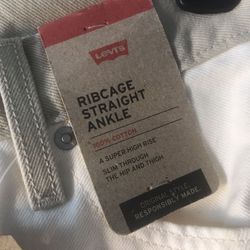 Levi's
RIBCAGE
STRAIGHT
ANKLE
100% COTTON
A SUPER HIGH RISE
SLIM THROUGH
THE HIP AND THIGH
ORIGINAL STYLE
RESPONSIBLY MADE